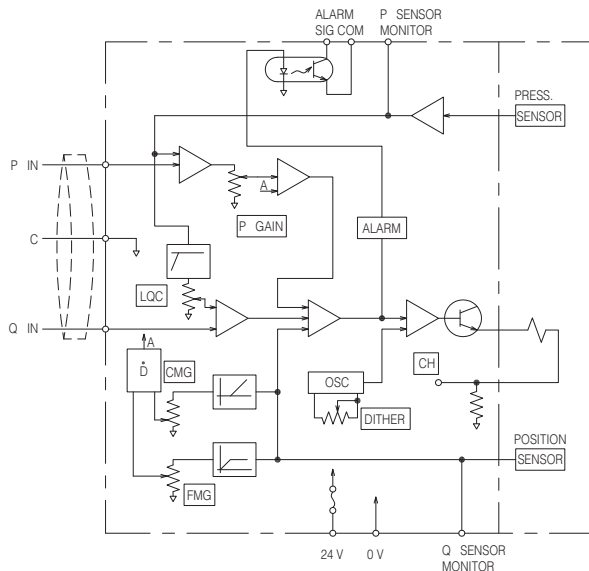 ALARM
SIG COM
P SENSOR
MONITOR
PRESS.
SENSOR
P IN
A
P GAIN
C
ALARM
LQC
Q IN
A
Ḋ
CMG
OSC
CH
DITHER
FMG
POSITION
SENSOR
24 V
0 V
Q SENSOR
MONITOR